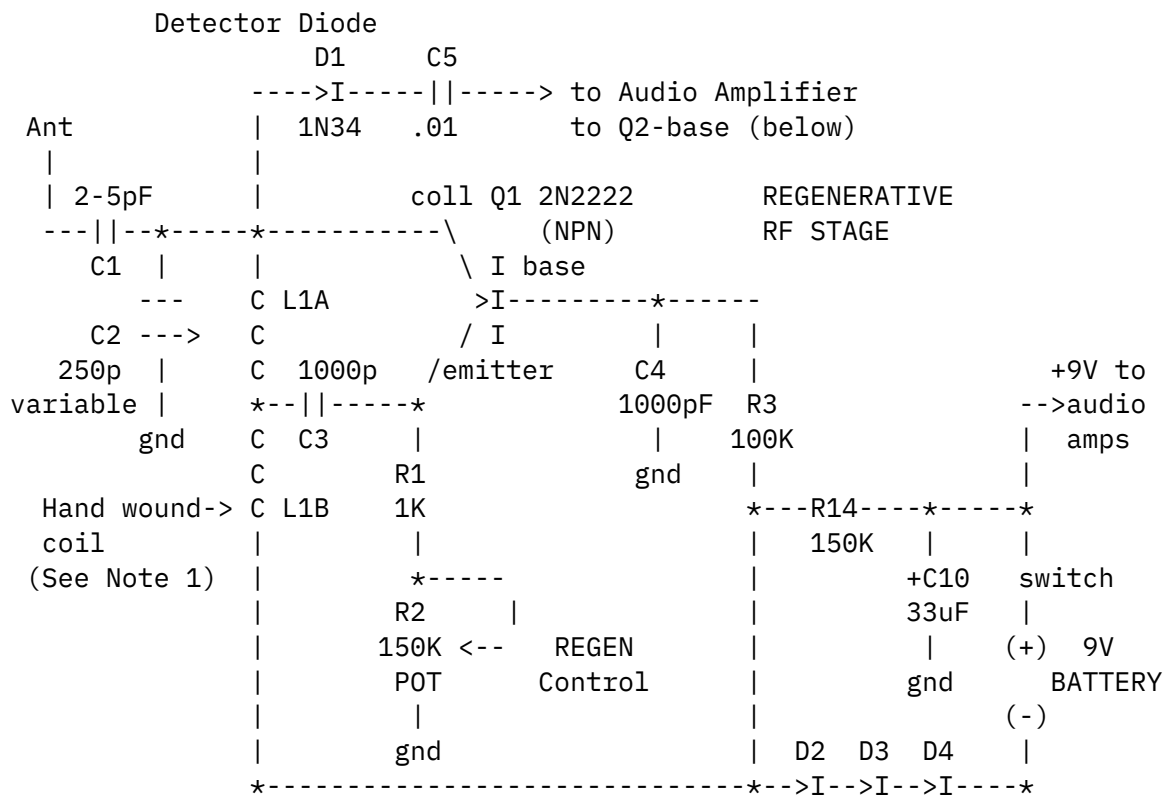 Detector Diode
                     D1       C5
                 ---->I-----||-----> to Audio Amplifier
 Ant             |  1N34   .01       to Q2-base (below)
  |              |
  | 2-5pF        |          coll Q1 2N2222        REGENERATIVE
  ---||--*-----*-----------\     (NPN)       RF STAGE
     C1  |     |             \ I base
        ---    C L1A         >I---------*------
     C2 --->   C            / I         |     |
   250p  |     C  1000p   /emitter     C4     |                  +9V to
variable |     *--||-----*            1000pF  R3               -->audio
        gnd    C  C3     |              |    100K              |  amps
               C         R1            gnd    |                |
  Hand wound-> C L1B     1K                   *---R14----*-----*
  coil         |         |                    |   150K   |     |
 (See Note 1)  |         *-----               |         +C10   switch
               |        R2     |              |         33uF   |
               |       150K <--   REGEN       |          |    (+)  9V
               |        POT      Control      |         gnd      BATTERY
               |         |                    |               (-)
               |        gnd                   |  D2  D3  D4    |
               *------------------------------*-->I-->I-->I----*